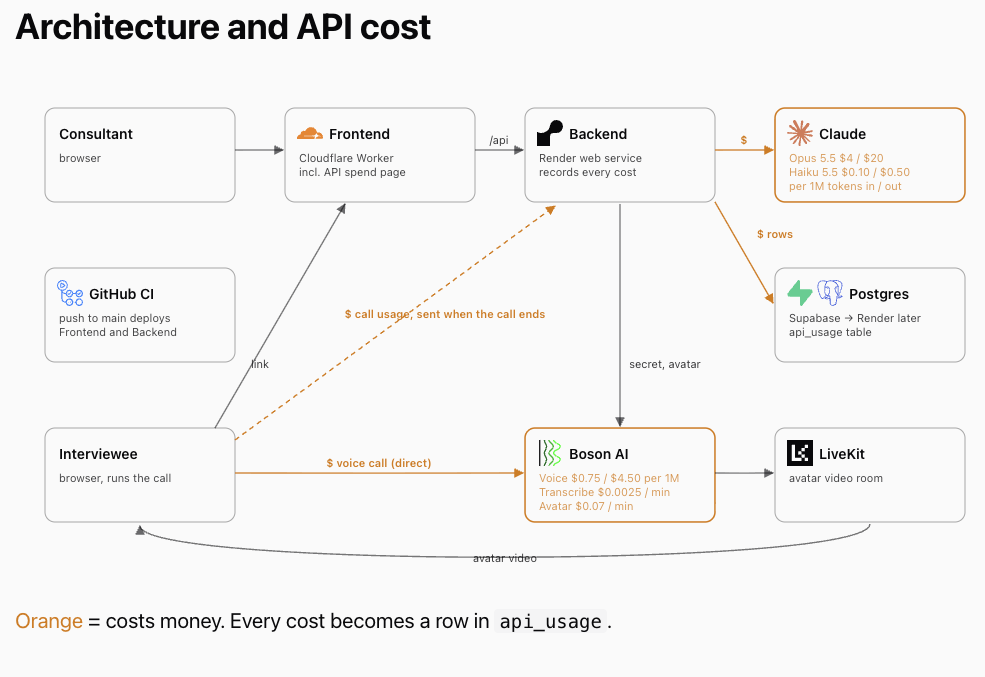 Architecture and API cost
Consultant
browser
Frontend
Cloudflare Worker
incl. API spend page
/api
Backend
Render web service
records every cost
$
Claude
Opus 5.5 $4 / $20
Haiku 5.5 $0.10 / $0.50
per 1M tokens in / out
$ rows
GitHub CI
push to main deploys
Frontend and Backend
$ call usage, sent when the call ends
Postgres
Supabase → Render later
api_usage table
link
secret, avatar
Interviewee
browser, runs the call
$ voice call (direct)
Boson AI
Voice $0.75 / $4.50 per 1M
Transcribe $0.0025 / min
Avatar $0.07 / min
LiveKit
avatar video room
avatar video
Orange = costs money. Every cost becomes a row in api_usage.